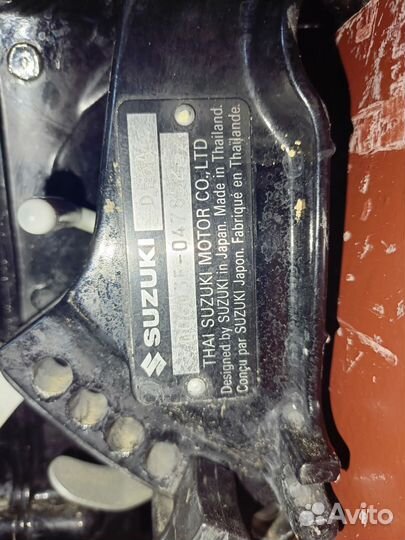 SUZUKI
THAI SUZUKI MOTOR CO.,LTD
Designed by SUZUKI in Japan. Made in Thailand.
Conçu par SUZUKI Japon. Fabriqué en Thaïlande.
Avito